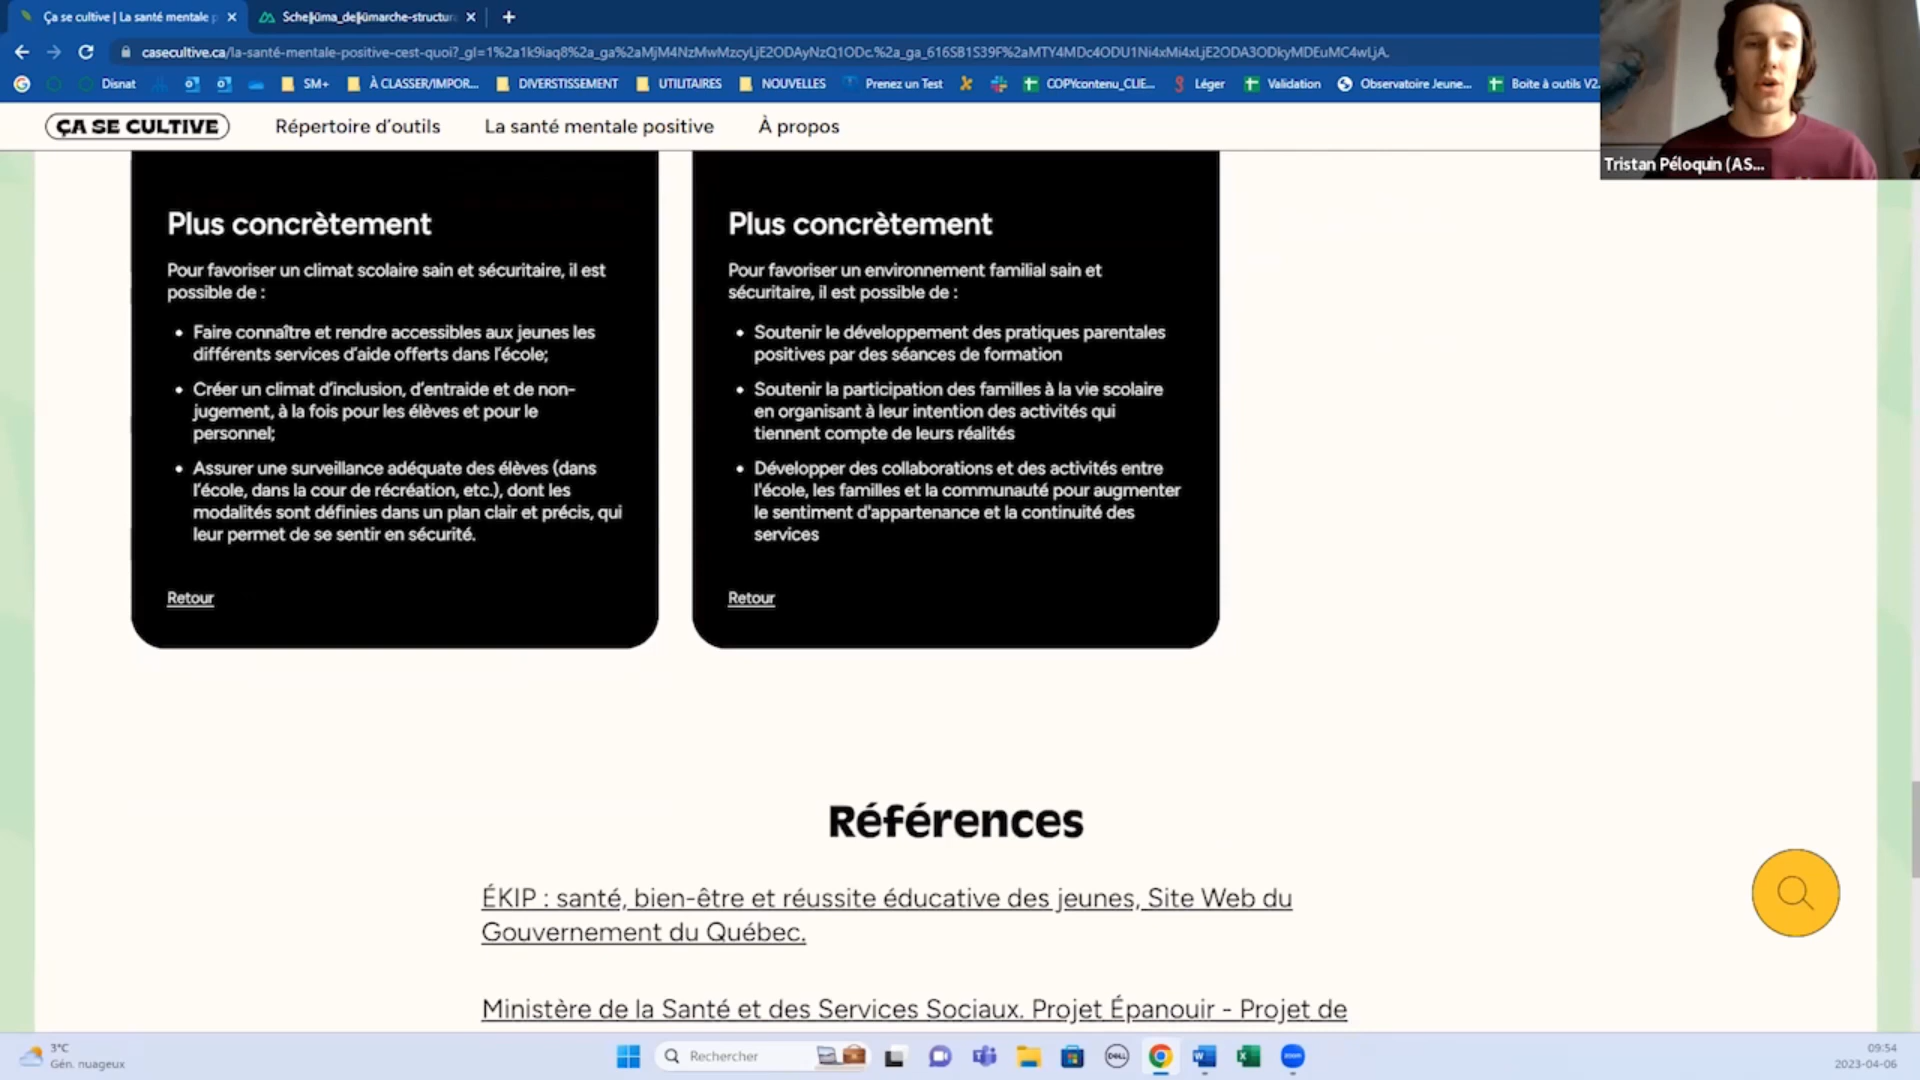 Ça se cultive | La santé mentale p
casecultive.ca/la-santé-mentale-positive-cest-quoi?_gl=1%2a1k9iaq8%2a_ga%2aMjM4NzMwMzcyLjE2ODAyNzQ1ODc.%2a_ga_616SB1S39F%2aMTY4MDc4ODU1Ni4xMi4xLjE2ODA3ODkyMDEuMC4wLjA.
Disnat SM+ À CLASSER/IMPOR... DIVERSTISSEMENT UTILITAIRES NOUVELLES Prenez un Test COPYcontenu_CLIE... Léger Validation Observatoire Jeune... Boite à outils V2.
Tristan Péloquin (AS...
ÇA SE CULTIVE Répertoire d'outils La santé mentale positive À propos
Plus concrètement
Pour favoriser un climat scolaire sain et sécuritaire, il est
possible de :
• Faire connaître et rendre accessibles aux jeunes les
différents services d'aide offerts dans l'école;
• Créer un climat d'inclusion, d'entraide et de non-
jugement, à la fois pour les élèves et pour le
personnel;
• Assurer une surveillance adéquate des élèves (dans
l'école, dans la cour de récréation, etc.), dont les
modalités sont définies dans un plan clair et précis, qui
leur permet de se sentir en sécurité.
Retour
Plus concrètement
Pour favoriser un environnement familial sain et
sécuritaire, il est possible de :
• Soutenir le développement des pratiques parentales
positives par des séances de formation
• Soutenir la participation des familles à la vie scolaire
en organisant à leur intention des activités qui
tiennent compte de leurs réalités
• Développer des collaborations et des activités entre
l'école, les familles et la communauté pour augmenter
le sentiment d'appartenance et la continuité des
services
Retour
Références
ÉKIP : santé, bien-être et réussite éducative des jeunes, Site Web du
Gouvernement du Québec.
Ministère de la Santé et des Services Sociaux. Projet Épanouir - Projet de
3°C
Gén. nuageux
Rechercher
DELL
zoom
09:54
2023-04-06